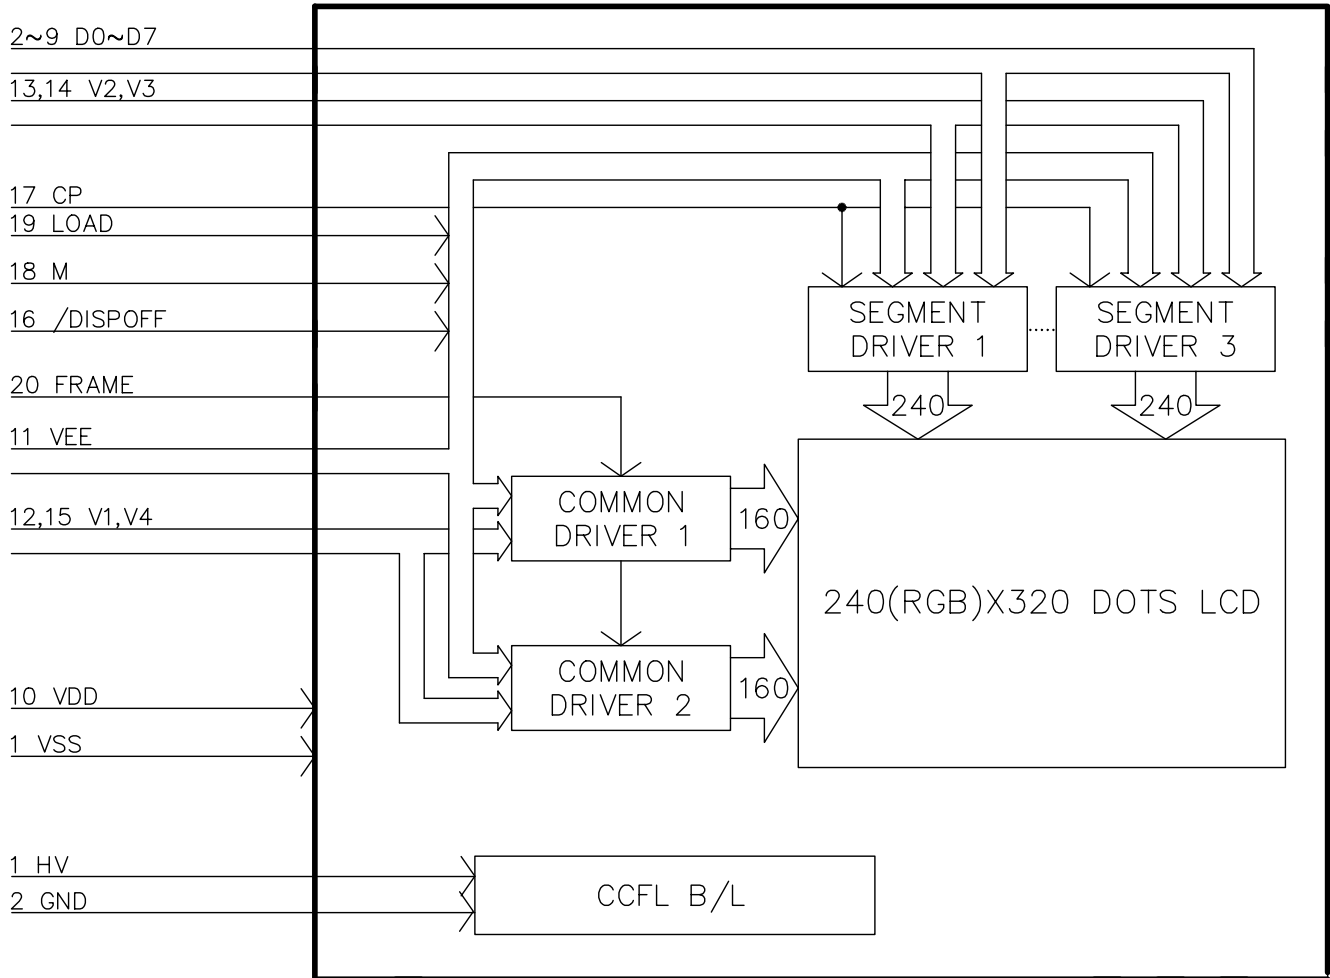 2~9 D0~D7
13,14 V2,V3
17 CP
19 LOAD
18 M
16 /DISPOFF
20 FRAME
11 VEE
12,15 V1,V4
10 VDD
1 VSS
1 HV
2 GND
SEGMENT
DRIVER 1
SEGMENT
DRIVER 3
240
240
COMMON
DRIVER 1
160
240(RGB)X320 DOTS LCD
COMMON
DRIVER 2
160
CCFL B/L